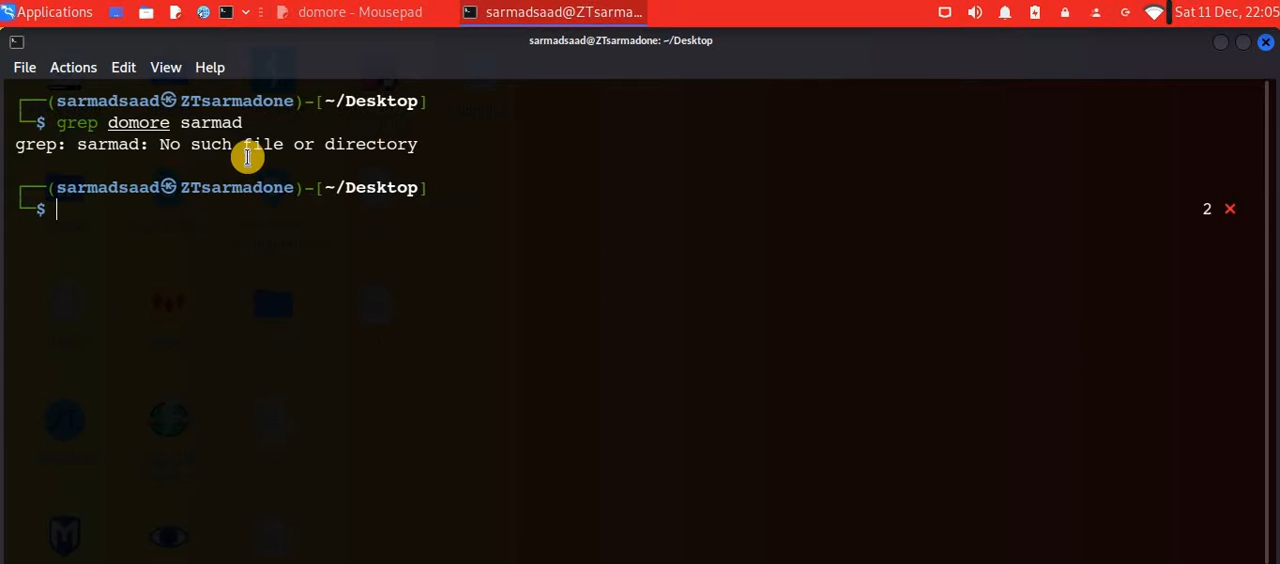 Applications
domore - Mousepad
sarmadsaad@ZTsarma...
Sat 11 Dec, 22:05
sarmadsaad@ZTsarmadone: ~/Desktop
File Actions Edit View Help
┌──(sarmadsaad㉿ZTsarmadone)-[~/Desktop]
└─$ grep domore sarmad
grep: sarmad: No such file or directory
┌──(sarmadsaad㉿ZTsarmadone)-[~/Desktop]
└─$
2 ✕